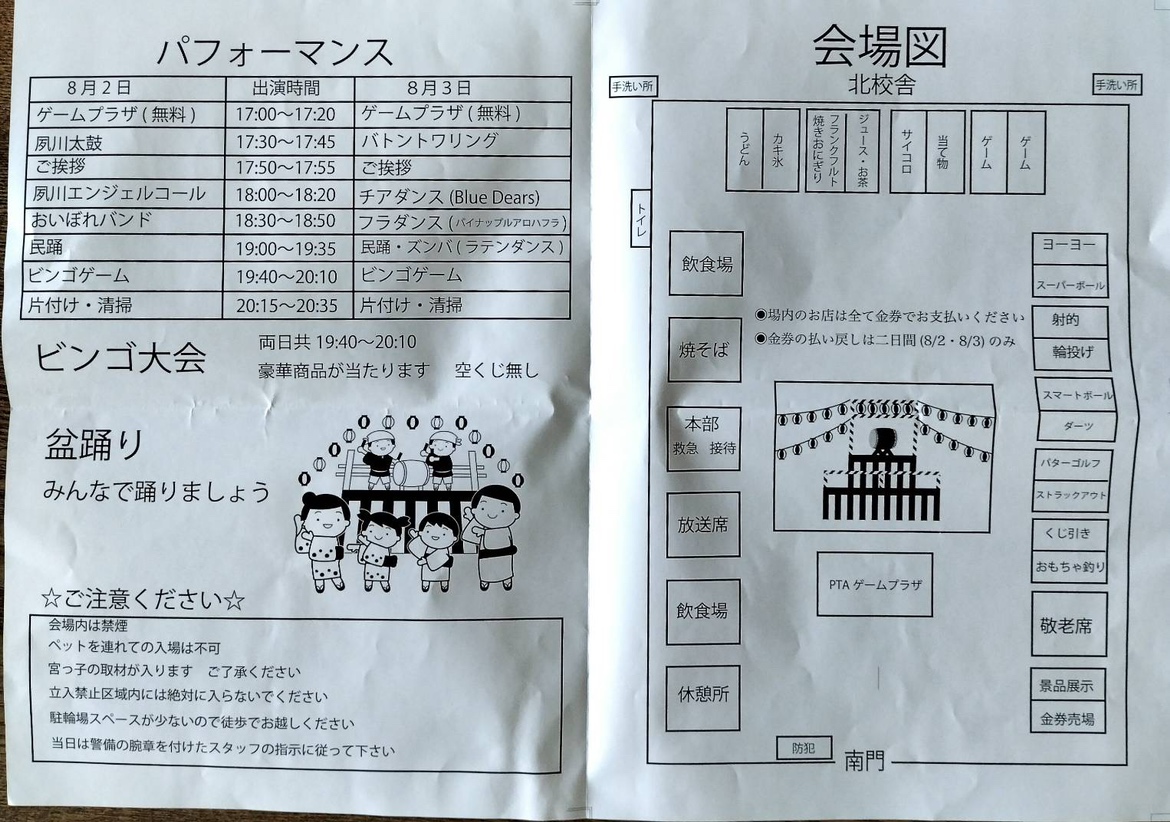 パフォーマンス
8月2日 出演時間 8月3日
ゲームプラザ ( 無料 ) 17:00～17:20 ゲームプラザ ( 無料 )
夙川太鼓 17:30～17:45 バトントワリング
ご挨拶 17:50～17:55 ご挨拶
夙川エンジェルコール 18:00～18:20 チアダンス (Blue Dears)
おいぼれバンド 18:30～18:50 フラダンス ( パイナップルアロハフラ )
民踊 19:00～19:35 民踊・ズンバ ( ラテンダンス )
ビンゴゲーム 19:40～20:10 ビンゴゲーム
片付け・清掃 20:15～20:35 片付け・清掃
ビンゴ大会
両日共 19:40～20:10
豪華商品が当たります 空くじ無し
盆踊り
みんなで踊りましょう
☆ご注意ください☆
会場内は禁煙
ペットを連れての入場は不可
宮っ子の取材が入ります ご了承ください
立入禁止区域内には絶対に入らないでください
駐輪場スペースが少ないので徒歩でお越しください
当日は警備の腕章を付けたスタッフの指示に従って下さい
会場図
手洗い所
北校舎
手洗い所
うどん
カキ氷
焼きおにぎり
フランクフルト
ジュース・お茶
サイコロ
当て物
ゲーム
ゲーム
トイレ
飲食場
焼そば
本部
救急 接待
放送席
飲食場
休憩所
◉場内のお店は全て金券でお支払いください
◉金券の払い戻しは二日間 (8/2・8/3) のみ
PTA ゲームプラザ
ヨーヨー
スーパーボール
射的
輪投げ
スマートボール
ダーツ
パターゴルフ
ストラックアウト
くじ引き
おもちゃ釣り
敬老席
景品展示
金券売場
防犯
南門